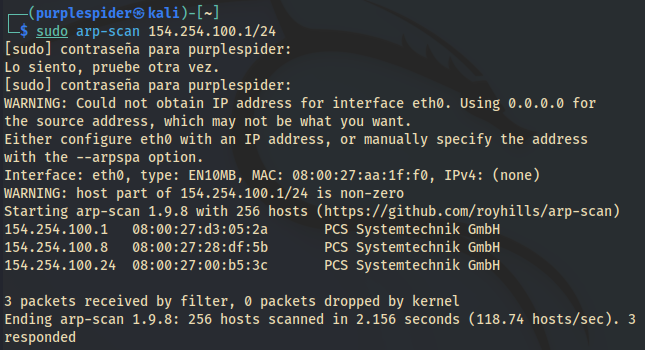 ┌──(purplespider㉿kali)-[~]
└─$ sudo arp-scan 154.254.100.1/24
[sudo] contraseña para purplespider:
Lo siento, pruebe otra vez.
[sudo] contraseña para purplespider:
WARNING: Could not obtain IP address for interface eth0. Using 0.0.0.0 for
the source address, which may not be what you want.
Either configure eth0 with an IP address, or manually specify the address
with the --arpspa option.
Interface: eth0, type: EN10MB, MAC: 08:00:27:aa:1f:f0, IPv4: (none)
WARNING: host part of 154.254.100.1/24 is non-zero
Starting arp-scan 1.9.8 with 256 hosts (https://github.com/royhills/arp-scan)
154.254.100.1   08:00:27:d3:05:2a       PCS Systemtechnik GmbH
154.254.100.8   08:00:27:28:df:5b       PCS Systemtechnik GmbH
154.254.100.24  08:00:27:00:b5:3c       PCS Systemtechnik GmbH
3 packets received by filter, 0 packets dropped by kernel
Ending arp-scan 1.9.8: 256 hosts scanned in 2.156 seconds (118.74 hosts/sec). 3
responded